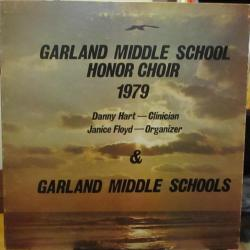 GARLAND MIDDLE SCHOOL
HONOR CHOIR
1979
Danny Hart — Clinician
Janice Floyd — Organizer
&
GARLAND MIDDLE SCHOOLS